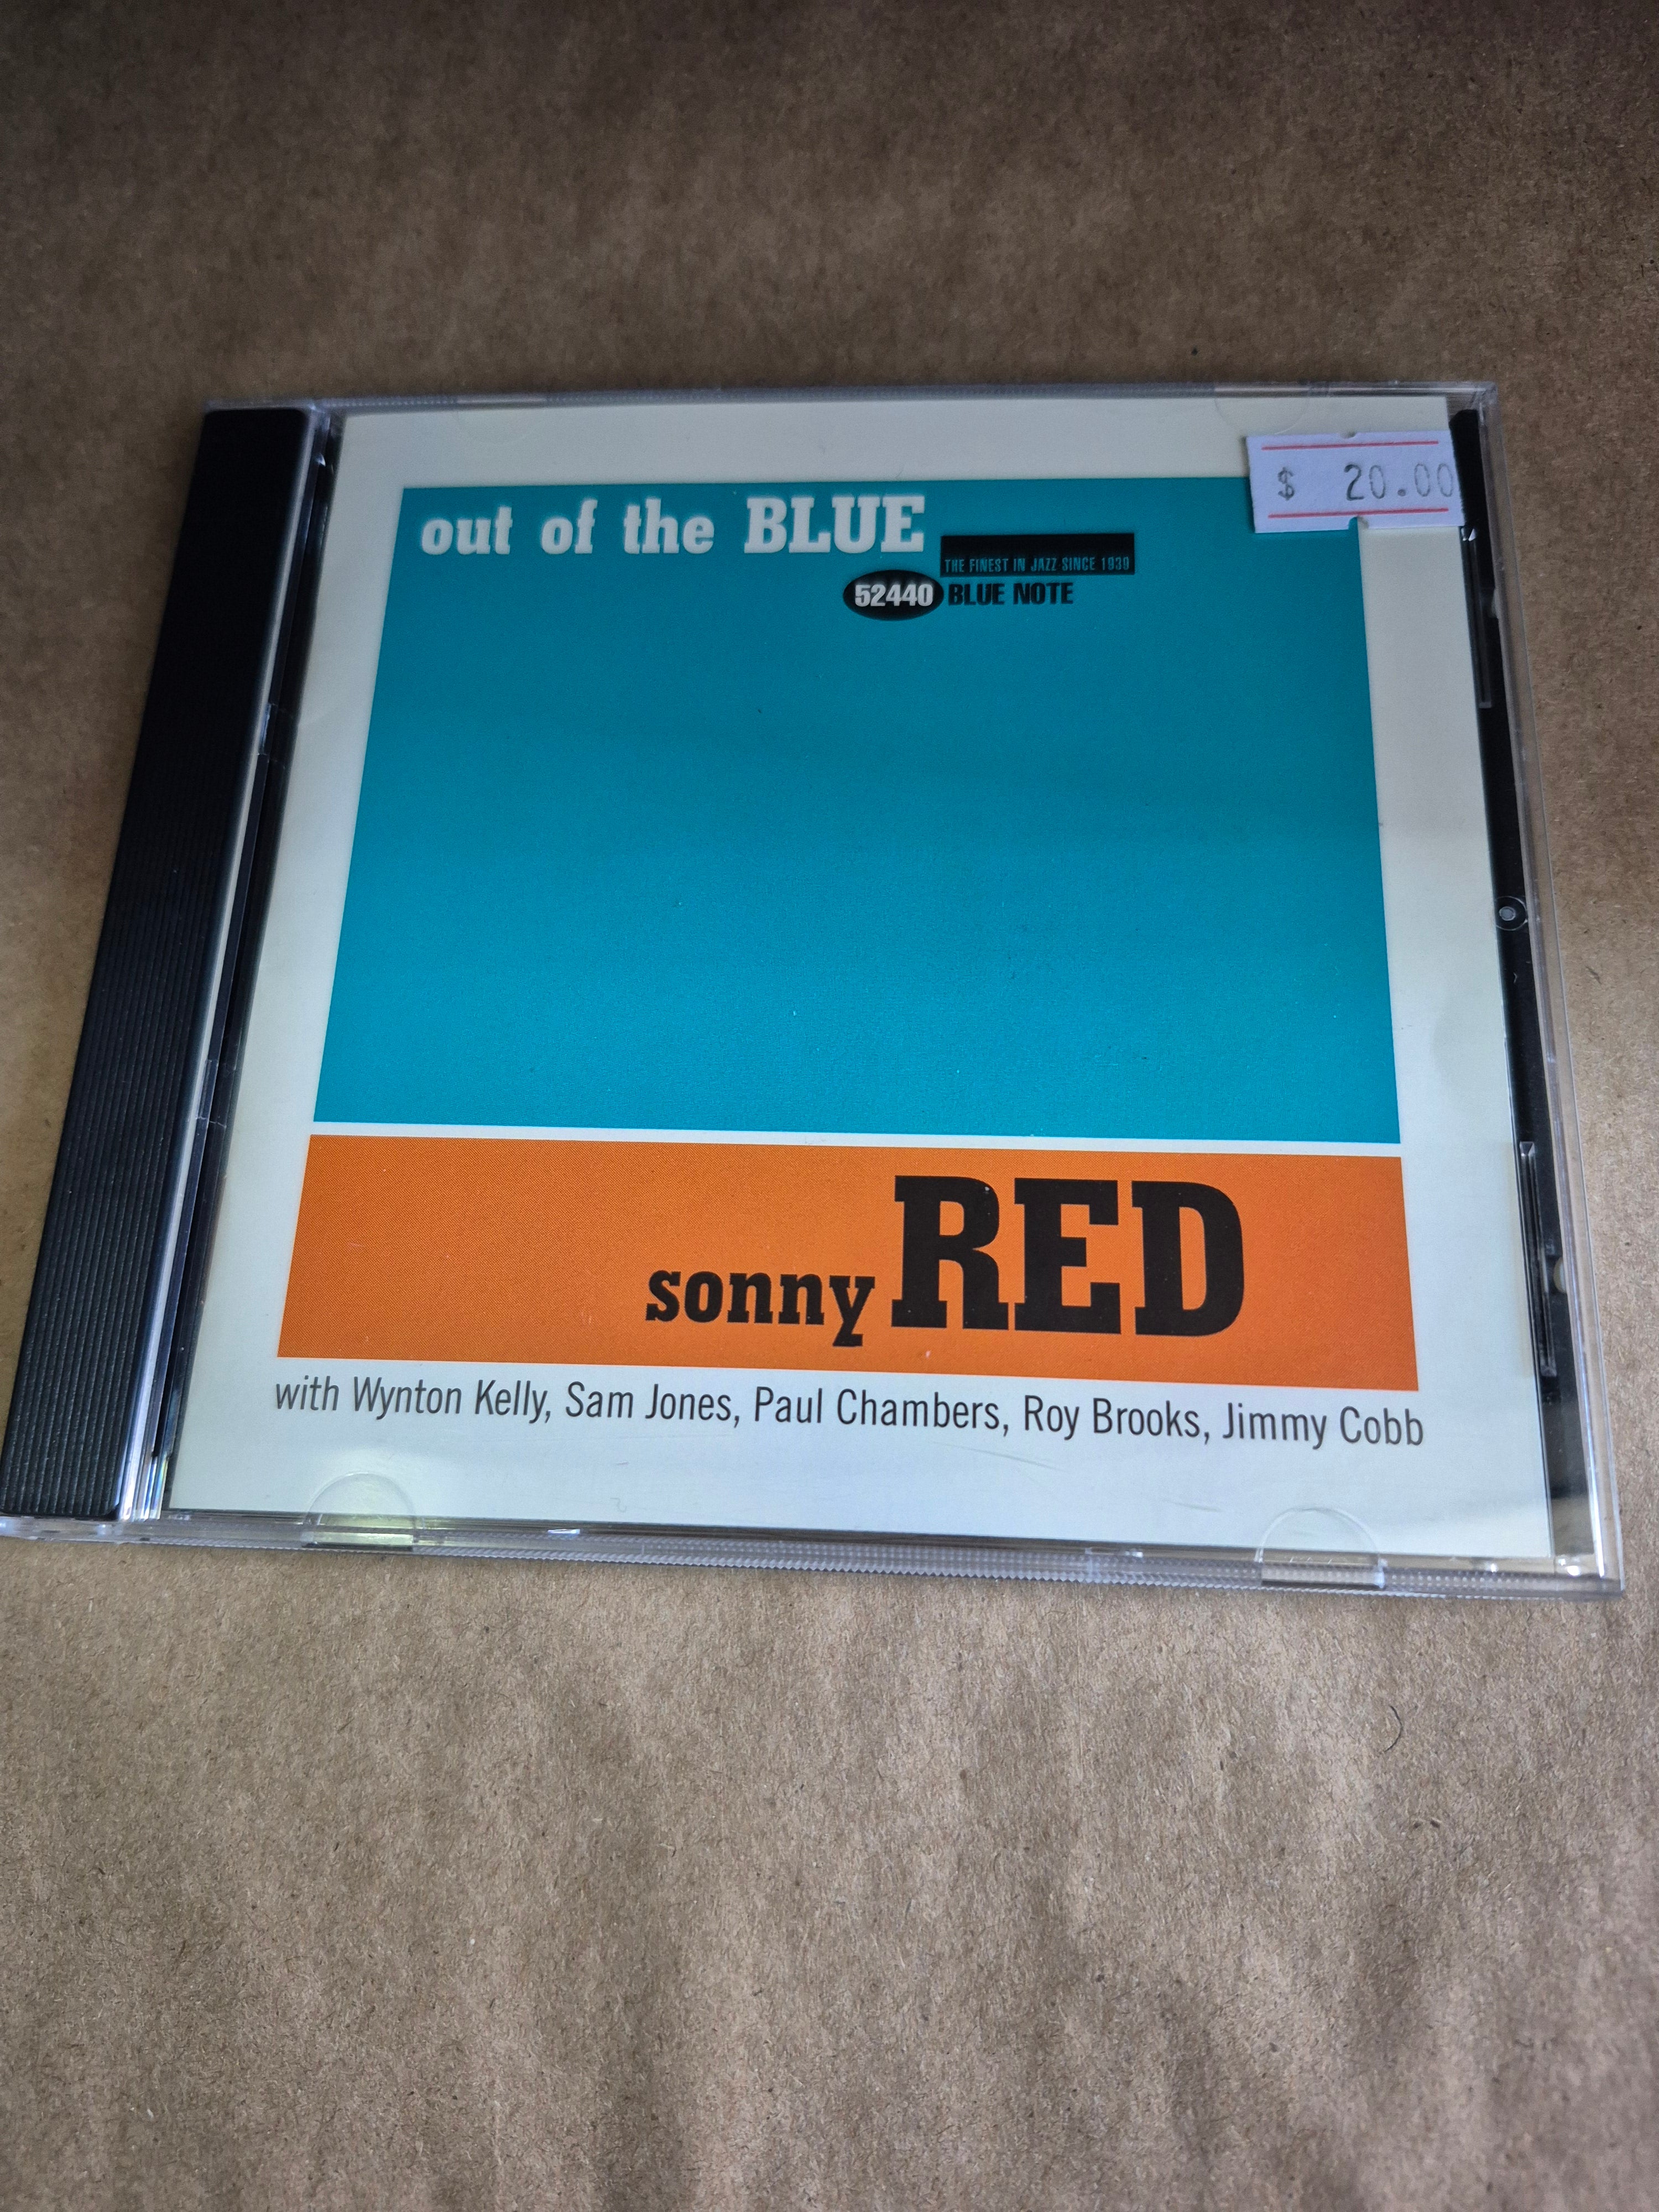 $ 20.00
out of the BLUE
THE FINEST IN JAZZ SINCE 1939
52440 BLUE NOTE
sonny RED
with Wynton Kelly, Sam Jones, Paul Chambers, Roy Brooks, Jimmy Cobb